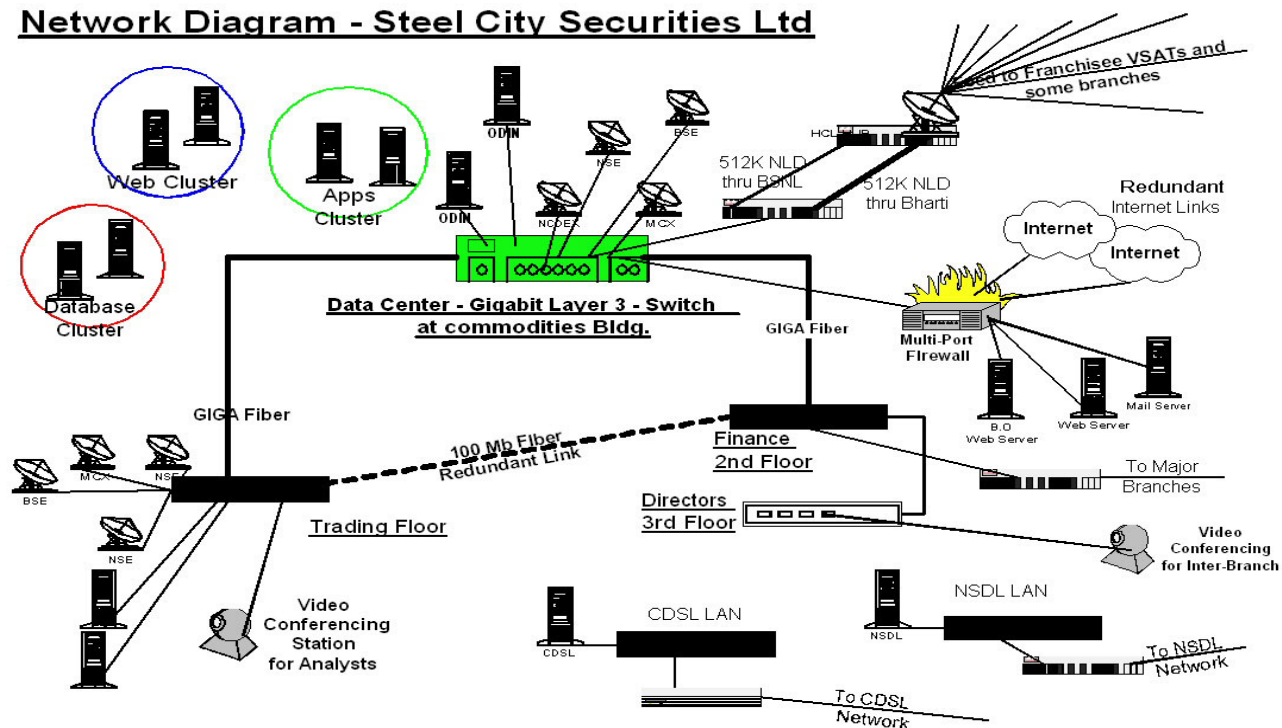 Network Diagram - Steel City Securities Ltd
Web Cluster
Apps
Cluster
Database
Cluster
ODIN
ODIN
NSE
BSE
NCDEX
MCX
to Franchisee VSATs and
some branches
512K NLD
thru BSNL
512K NLD
thru Bharti
Redundant
Internet Links
Internet
Internet
Data Center - Gigabit Layer 3 - Switch
at commodities Bldg.
GIGA Fiber
Multi-Port
Firewall
B.O
Web Server
Web Server
Mail Server
GIGA Fiber
100 Mb Fiber
Redundant Link
Finance
2nd Floor
To Major
Branches
Directors
3rd Floor
Video
Conferencing
for Inter-Branch
BSE
MCX
NSE
NSE
Trading Floor
Video
Conferencing
Station
for Analysts
CDSL LAN
CDSL
To CDSL
Network
NSDL LAN
NSDL
To NSDL
Network